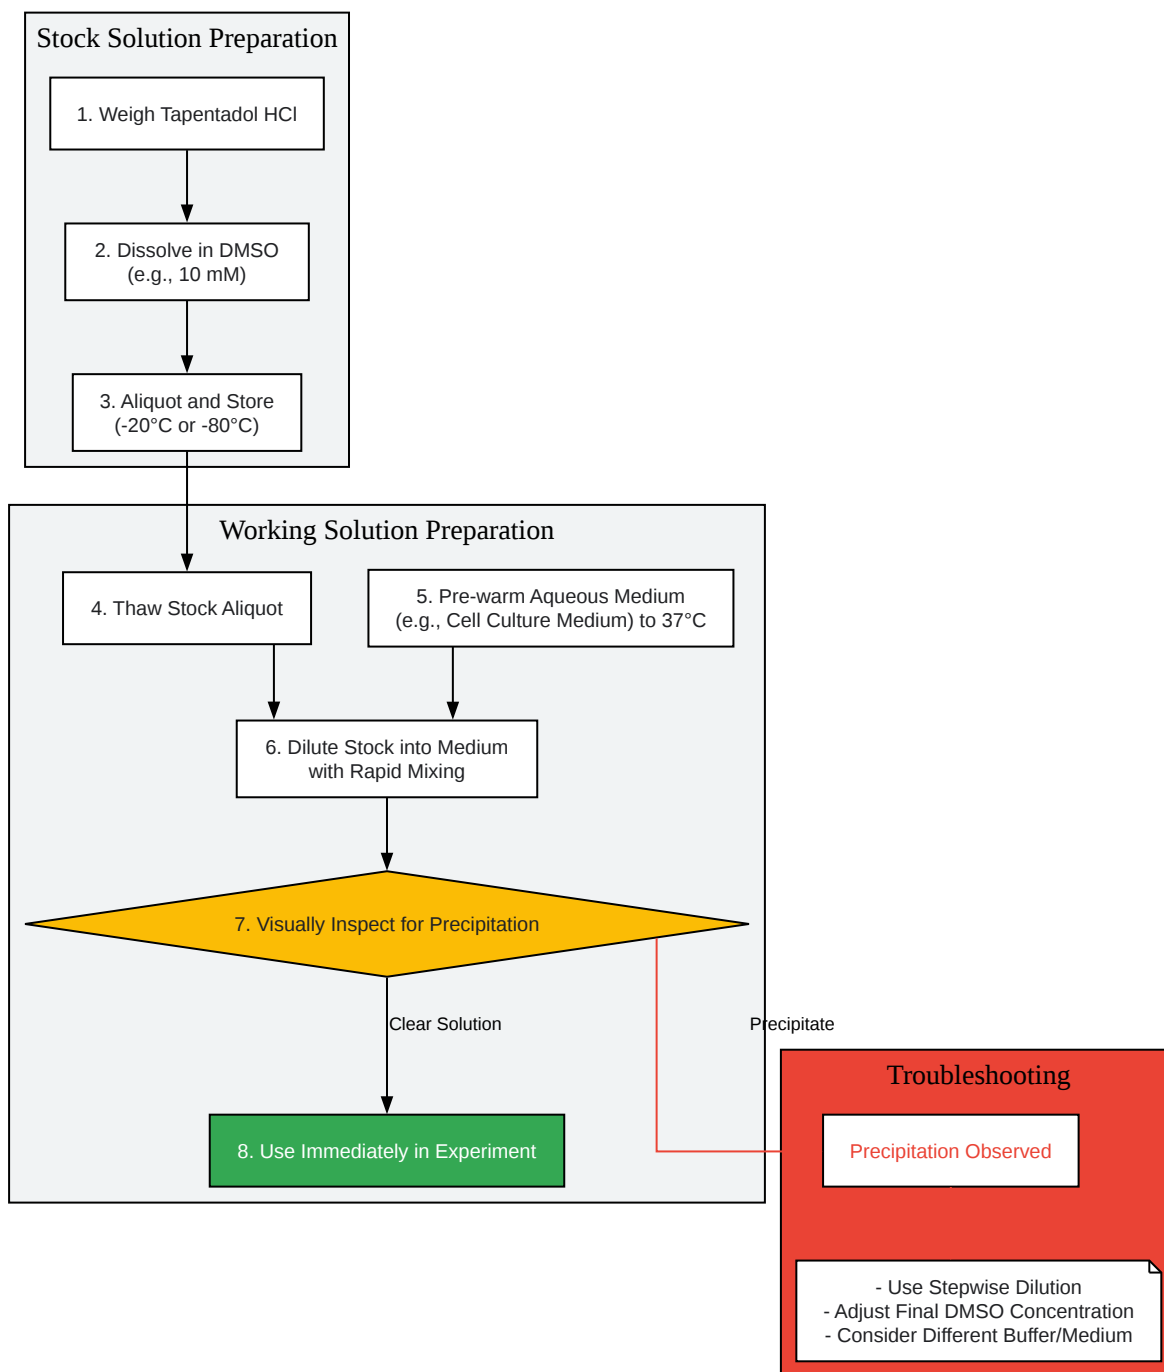 Stock Solution Preparation
1. Weigh Tapentadol HCl
2. Dissolve in DMSO
(e.g., 10 mM)
3. Aliquot and Store
(-20°C or -80°C)
Working Solution Preparation
4. Thaw Stock Aliquot
5. Pre-warm Aqueous Medium
(e.g., Cell Culture Medium) to 37°C
6. Dilute Stock into Medium
with Rapid Mixing
7. Visually Inspect for Precipitation
Clear Solution
Precipitate
8. Use Immediately in Experiment
Troubleshooting
Precipitation Observed
- Use Stepwise Dilution
- Adjust Final DMSO Concentration
- Consider Different Buffer/Medium